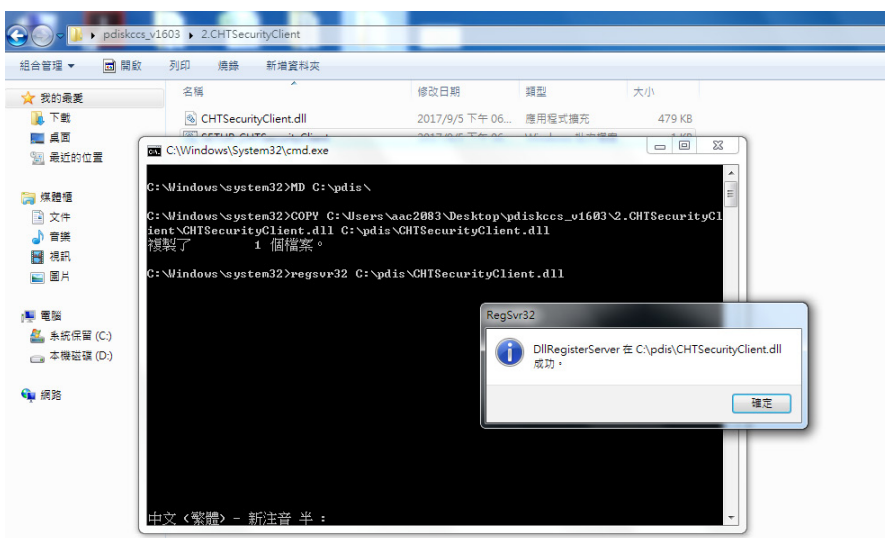 pdiskccs_v1603 ▸ 2.CHTSecurityClient
組合管理 開啟 列印 燒錄 新增資料夾
名稱 修改日期 類型 大小
我的最愛
下載
桌面
最近的位置
媒體櫃
文件
音樂
視訊
圖片
電腦
系統保留 (C:)
本機磁碟 (D:)
網路
CHTSecurityClient.dll 2017/9/5 下午 06... 應用程式擴充 479 KB
C:\Windows\System32\cmd.exe
C:\Windows\system32>MD C:\pdis\
C:\Windows\system32>COPY C:\Users\aac2083\Desktop\pdiskccs_v1603\2.CHTSecurityCl
ient\CHTSecurityClient.dll C:\pdis\CHTSecurityClient.dll
複製了 1 個檔案。
C:\Windows\system32>regsvr32 C:\pdis\CHTSecurityClient.dll
中文 (繁體) - 新注音 半 :
RegSvr32
DllRegisterServer 在 C:\pdis\CHTSecurityClient.dll
成功。
確定